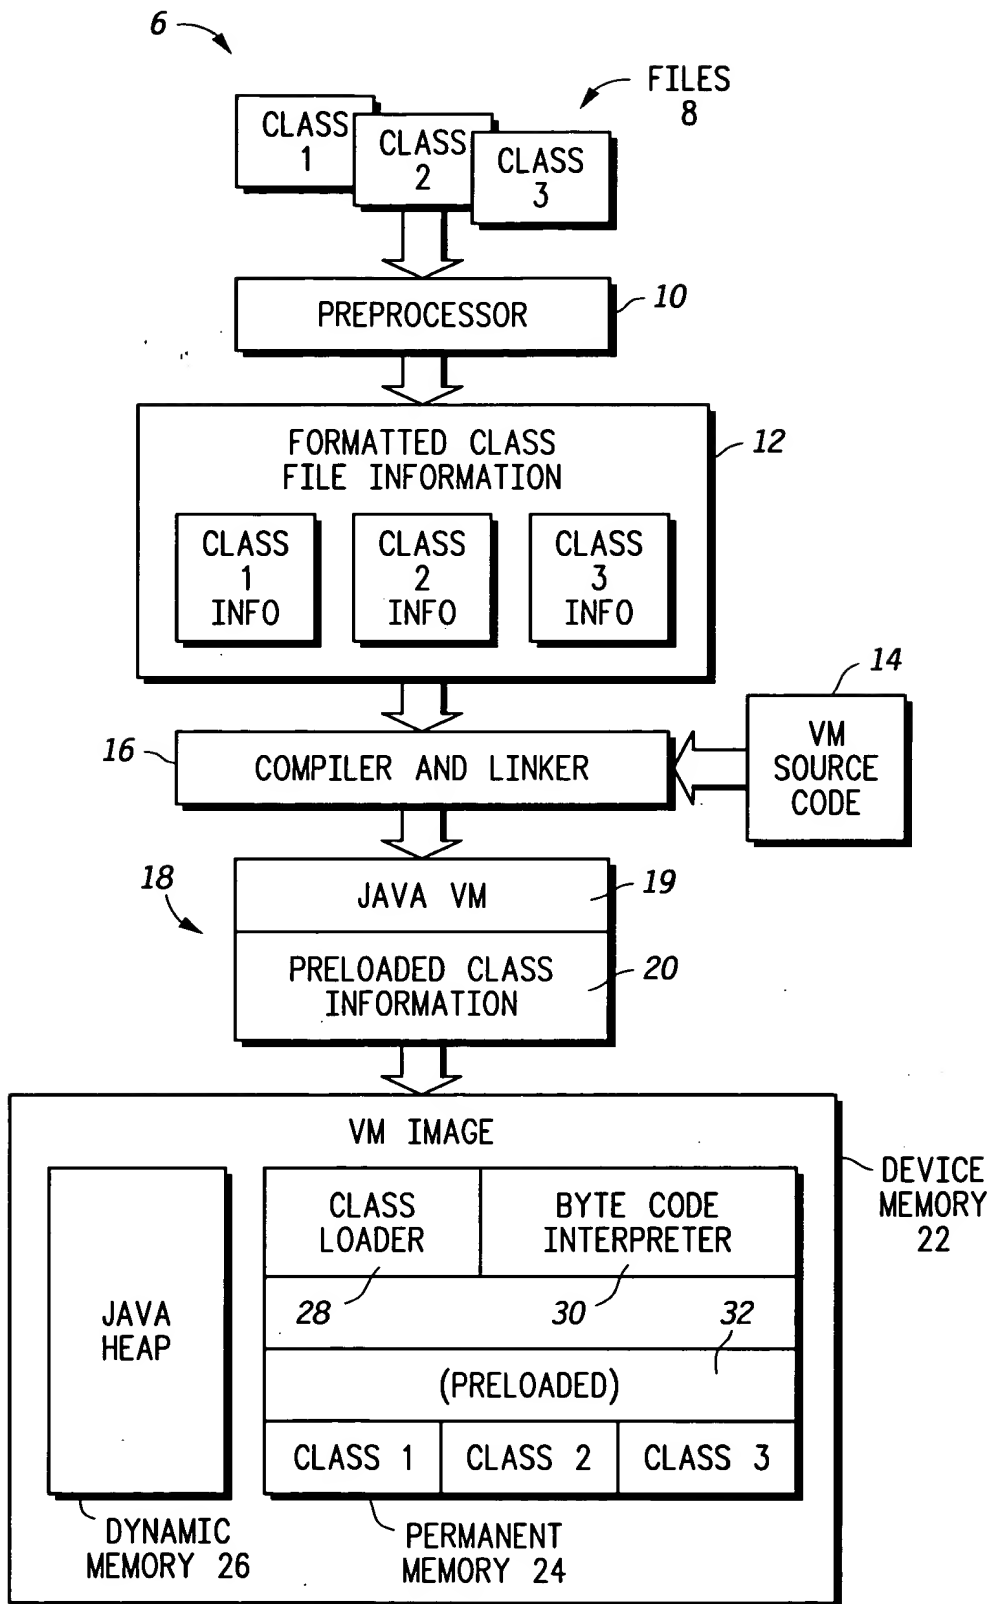 6
FILES
8
CLASS
1
CLASS
2
CLASS
3
PREPROCESSOR
10
FORMATTED CLASS
FILE INFORMATION
12
CLASS
1
INFO
CLASS
2
INFO
CLASS
3
INFO
14
VM
SOURCE
CODE
16
COMPILER AND LINKER
18
JAVA VM
19
PRELOADED CLASS
INFORMATION
20
VM IMAGE
DEVICE
MEMORY
22
JAVA
HEAP
CLASS
LOADER
BYTE CODE
INTERPRETER
28
30
32
(PRELOADED)
CLASS 1
CLASS 2
CLASS 3
DYNAMIC
MEMORY 26
PERMANENT
MEMORY 24